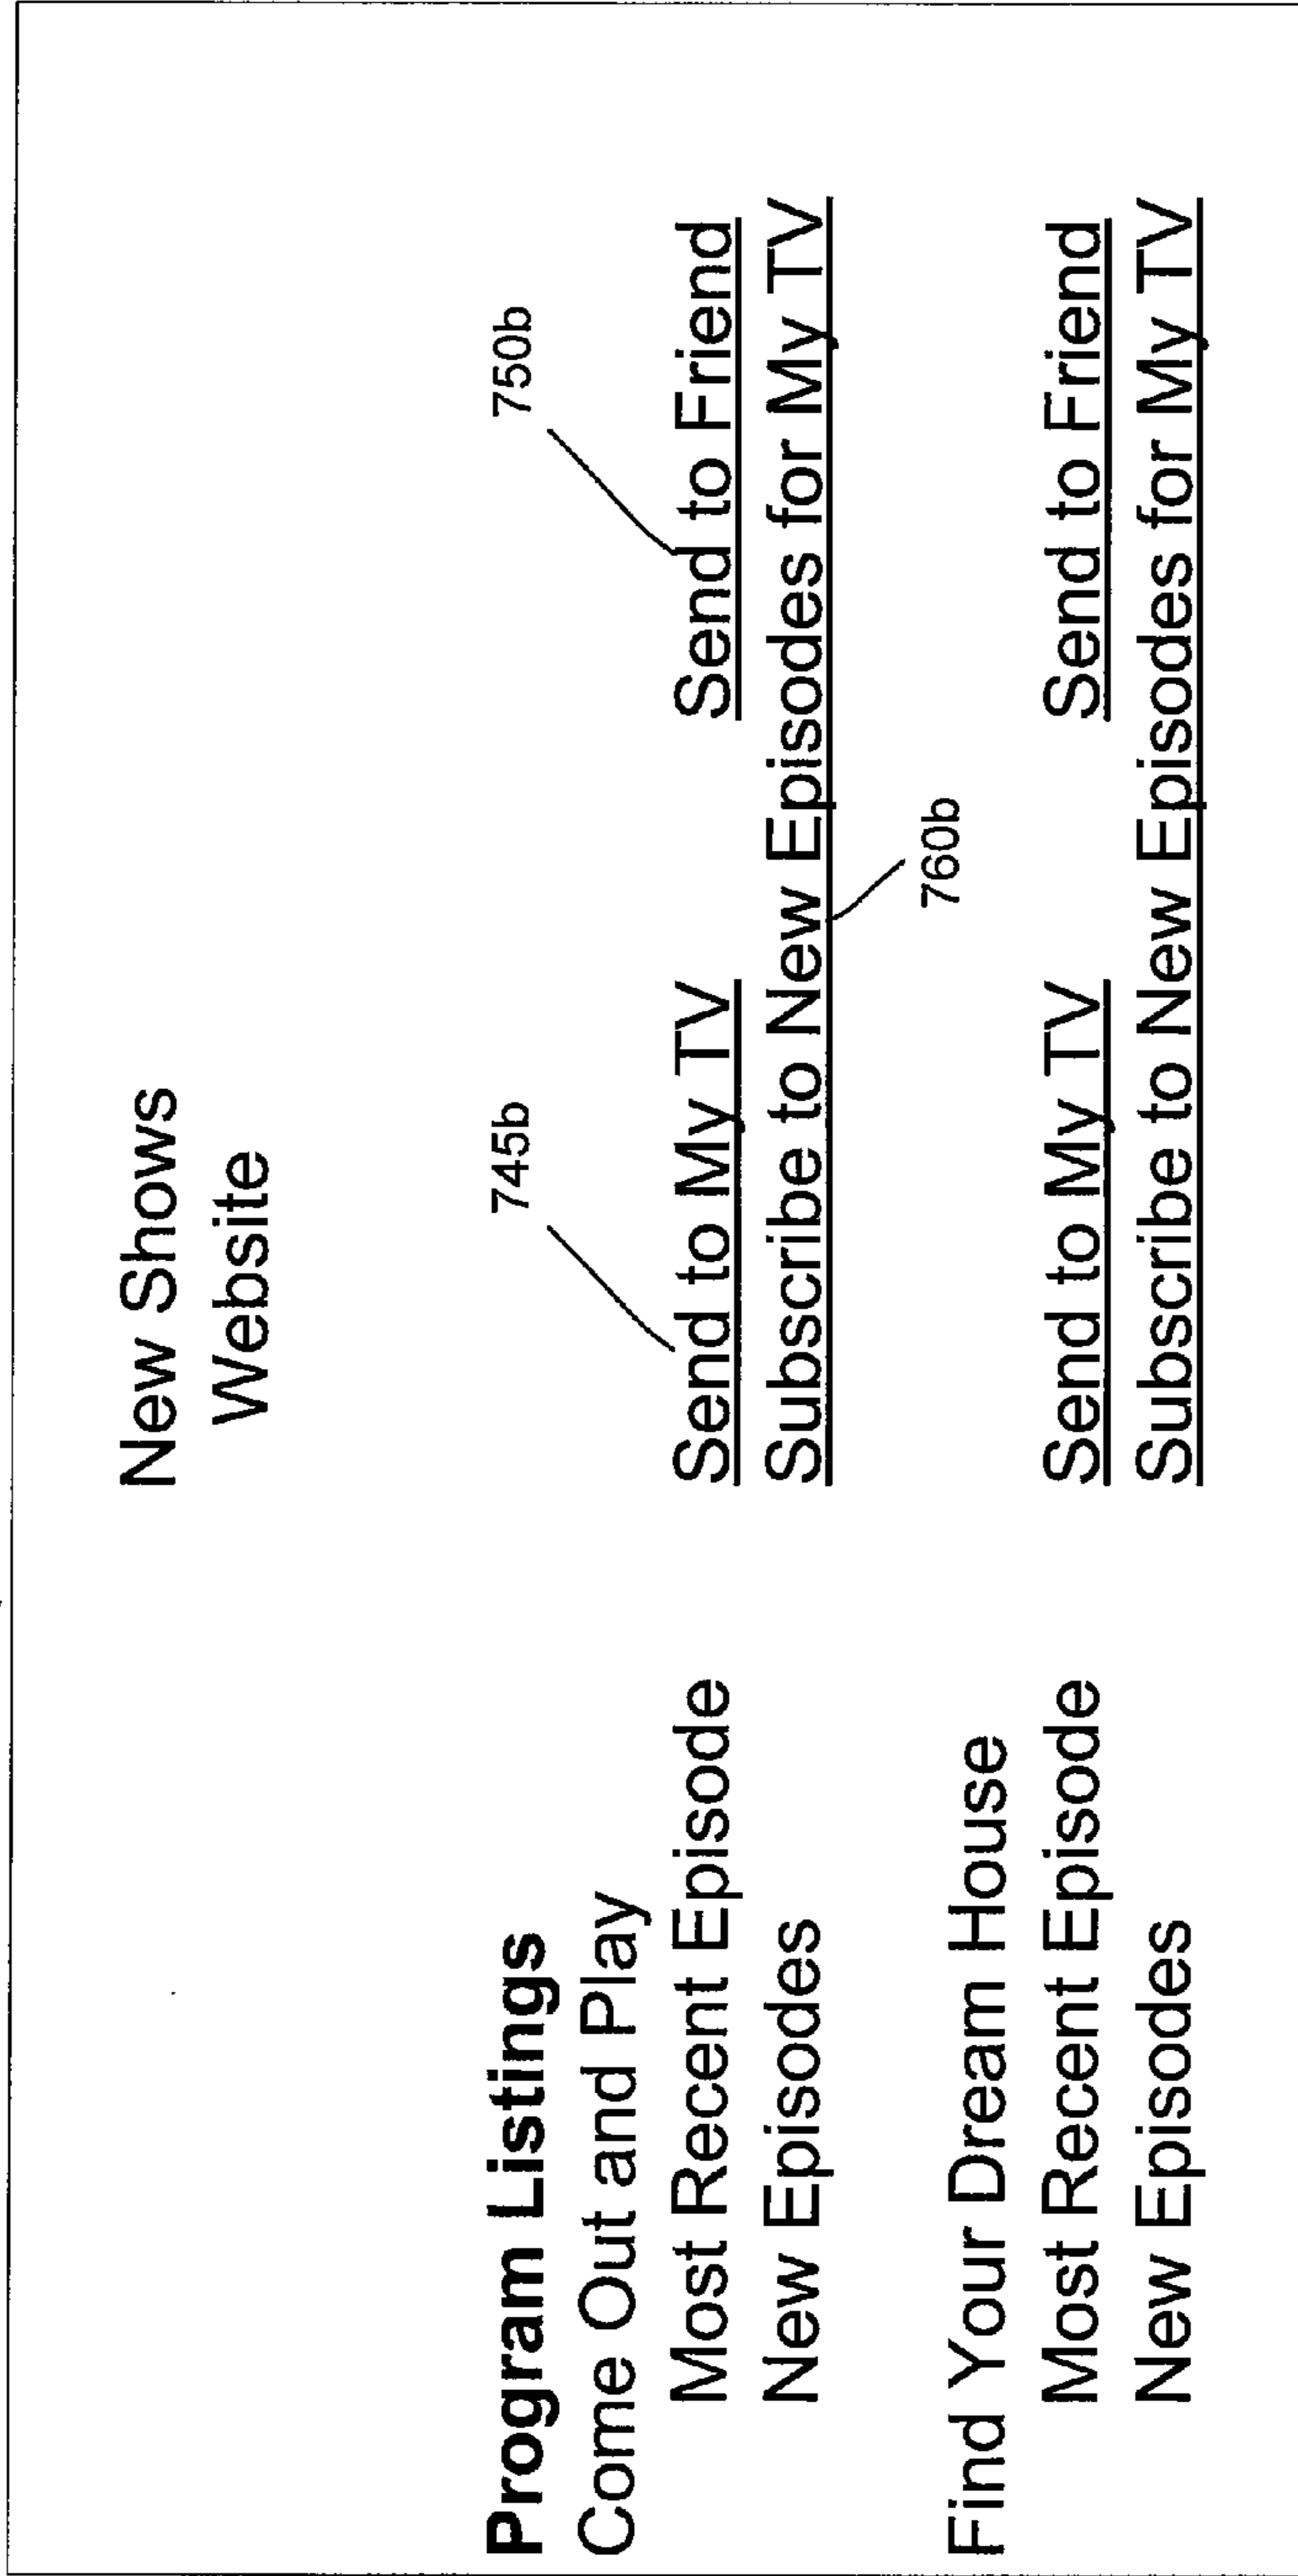 New Shows
Website
745b
750b
Program Listings
Come Out and Play
Most Recent Episode Send to My TV Send to Friend
New Episodes Subscribe to New Episodes for My TV
760b
Find Your Dream House
Most Recent Episode Send to My TV Send to Friend
New Episodes Subscribe to New Episodes for My TV